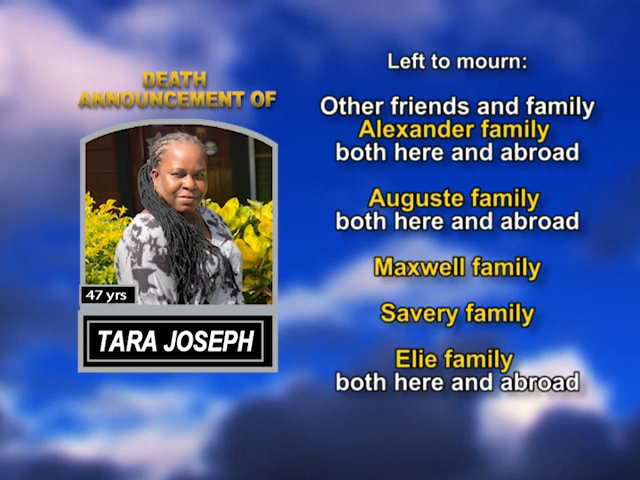 DEATH
ANNOUNCEMENT OF
47 yrs
TARA JOSEPH
Left to mourn:
Other friends and family
Alexander family
both here and abroad
Auguste family
both here and abroad
Maxwell family
Savery family
Elie family
both here and abroad